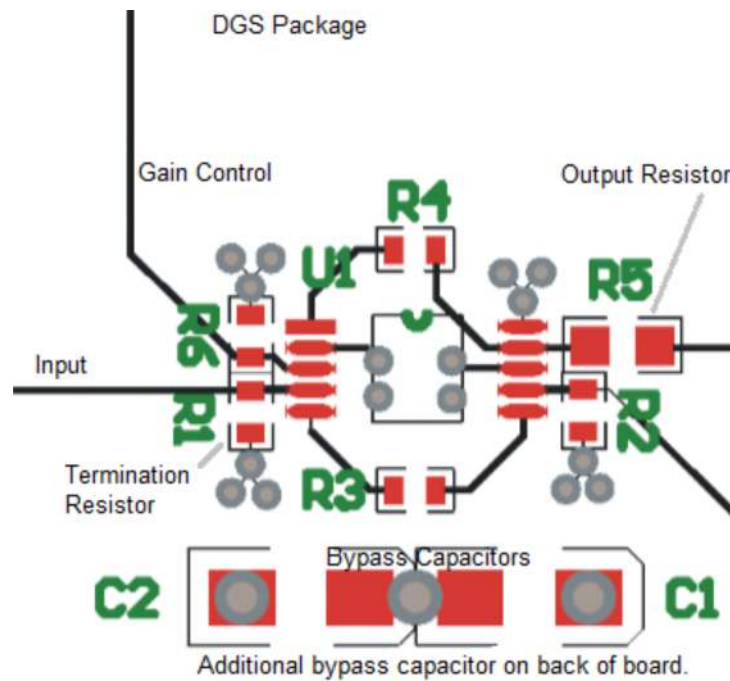 DGS Package
Gain Control
Output Resistor
R4
U1
R5
R6
Input
R1
R2
Termination
Resistor
R3
Bypass Capacitors
C2
C1
Additional bypass capacitor on back of board.